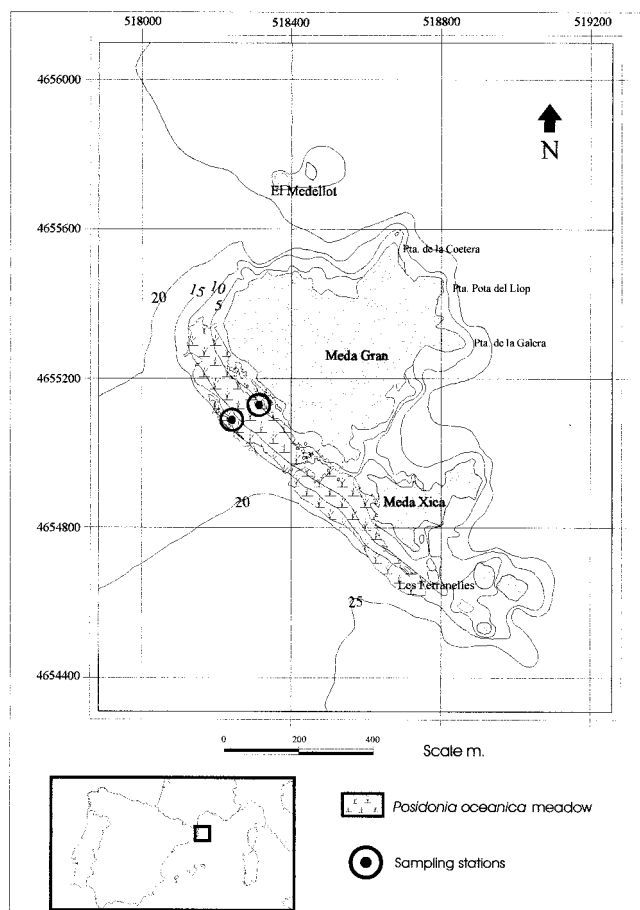 518000 518400 518800 519200
4656000
N
El Medellot
4655600
Pta. de la Coetera
20
15
10
5
Pta. Pota del Llop
Pta. de la Galera
Meda Gran
4655200
20
Meda Xica
4654800
Les Ferranelles
25
4654400
0 200 400
Scale m.
Posidonia oceanica meadow
Sampling stations